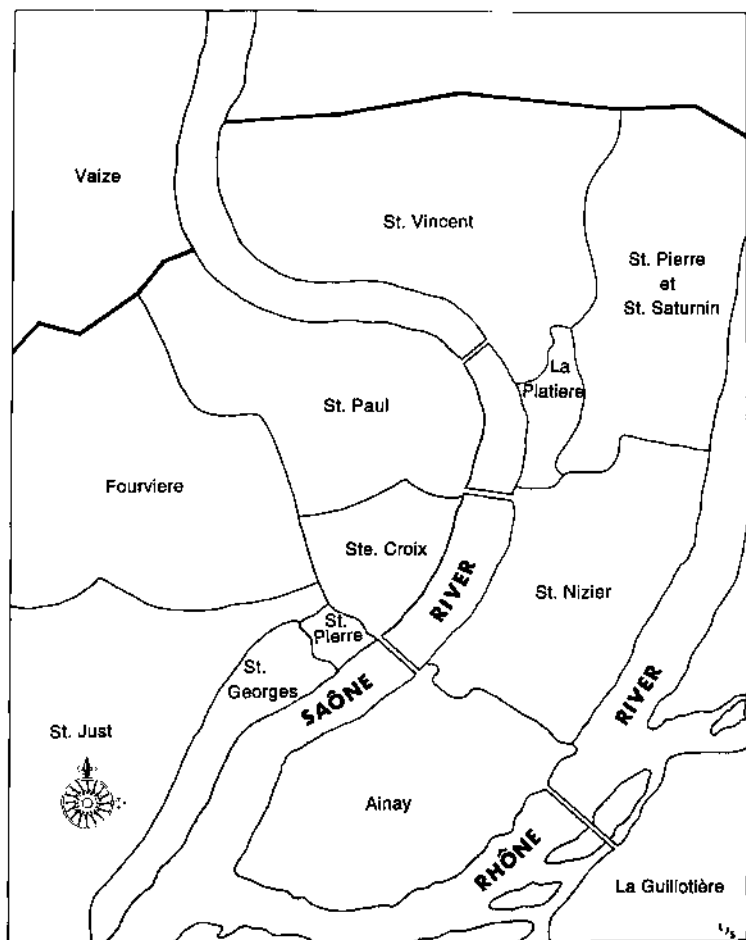 Vaize
St. Vincent
St. Pierre
et
St. Saturnin
La
Platiere
St. Paul
Fourviere
Ste. Croix
RIVER
St. Nizier
St.
Pierre
St.
Georges
SAÔNE
RIVER
St. Just
Ainay
RHÔNE
La Guillotière